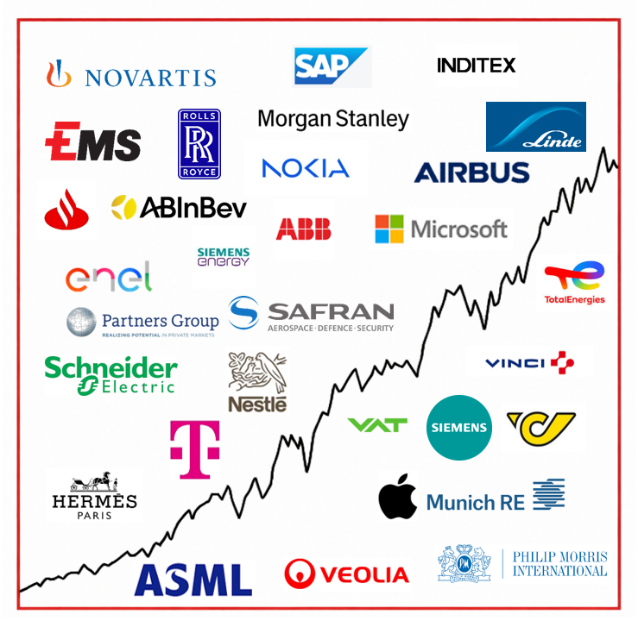 NOVARTIS
SAP
INDITEX
EMS
ROLLS
RR
ROYCE
Morgan Stanley
Linde
NOKIA
AIRBUS
ABInBev
ABB
Microsoft
SIEMENS
energy
enel
TotalEnergies
Partners Group
REALIZING POTENTIAL IN PRIVATE MARKETS
SAFRAN
AEROSPACE · DEFENCE · SECURITY
Schneider
Electric
Nestlé
VINCI
T
VAT
SIEMENS
HERMÈS
PARIS
Munich RE
ASML
VEOLIA
PM
PHILIP MORRIS
INTERNATIONAL